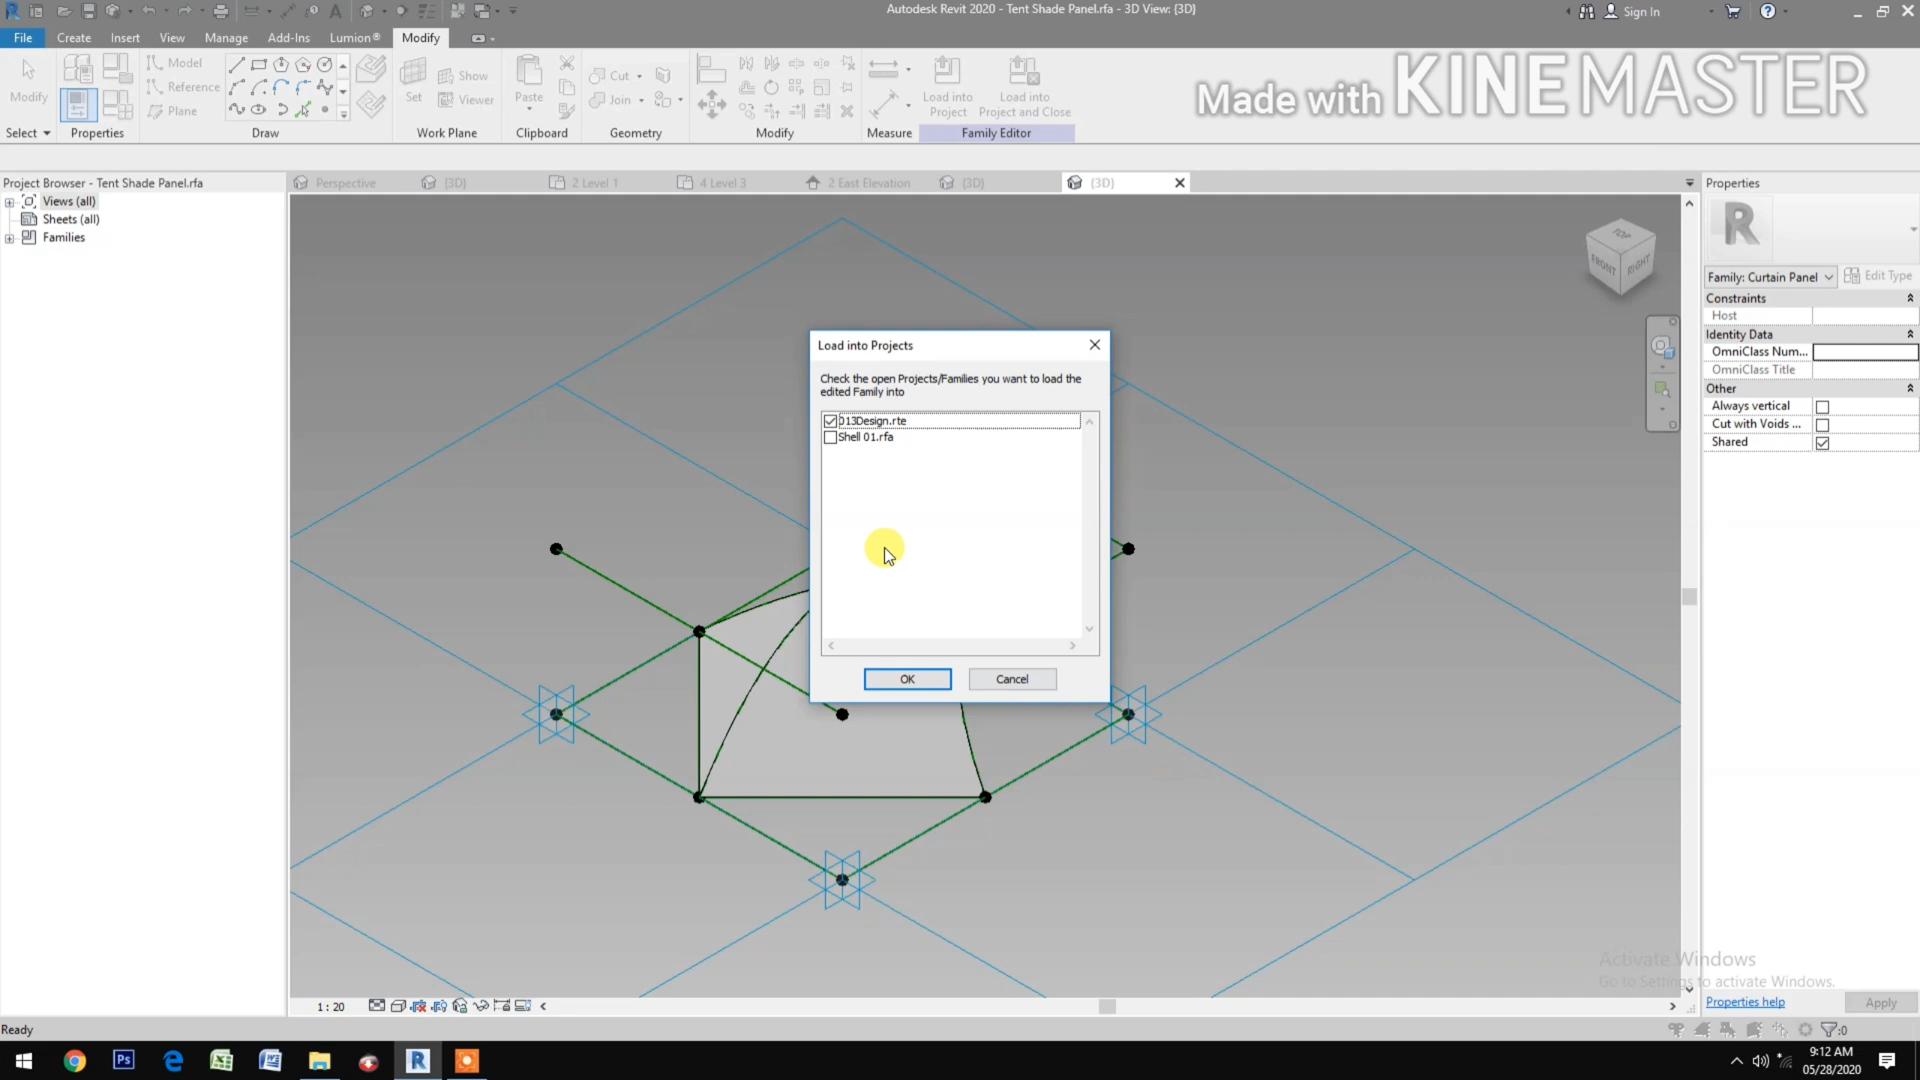 Autodesk Revit 2020 - Tent Shade Panel.rfa - 3D View: {3D}
Sign In
File Create Insert View Manage Add-Ins Lumion® Modify
Made with KINEMASTER
Modify
Model
Reference
Plane
Set
Show
Viewer
Paste
Cut
Join
Load into Project
Load into Project and Close
Select Properties Draw Work Plane Clipboard Geometry Modify Measure Family Editor
Project Browser - Tent Shade Panel.rfa
Perspective {3D} 2 Level 1 4 Level 3 2 East Elevation {3D} {3D}
Properties
Views (all)
Sheets (all)
Families
TOP
FRONT
RIGHT
R
Family: Curtain Panel
Edit Type
Constraints
Host
Identity Data
OmniClass Num...
OmniClass Title
Other
Always vertical
Cut with Voids ...
Shared
Load into Projects
Check the open Projects/Families you want to load the
edited Family into
013Design.rte
Shell 01.rfa
OK Cancel
Activate Windows
Go to Settings to activate Windows.
1 : 20
Properties help
Apply
Ready
:0
9:12 AM
05/28/2020